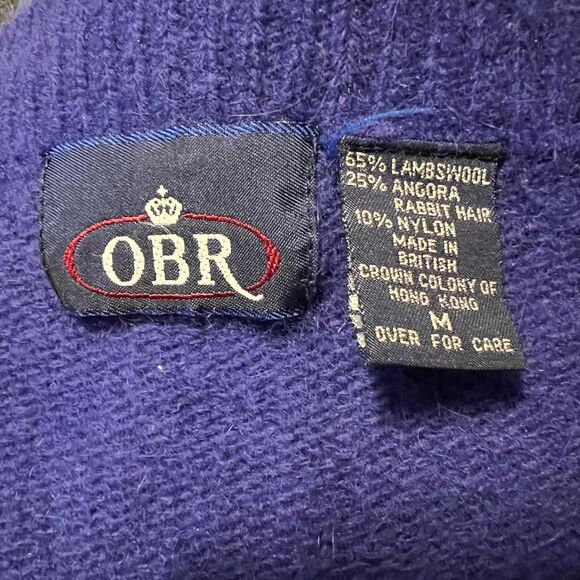 OBR
65% LAMBSWOOL
25% ANGORA
RABBIT HAIR
10% NYLON
MADE IN
BRITISH
CROWN COLONY OF
HONG KONG
M
OVER FOR CARE